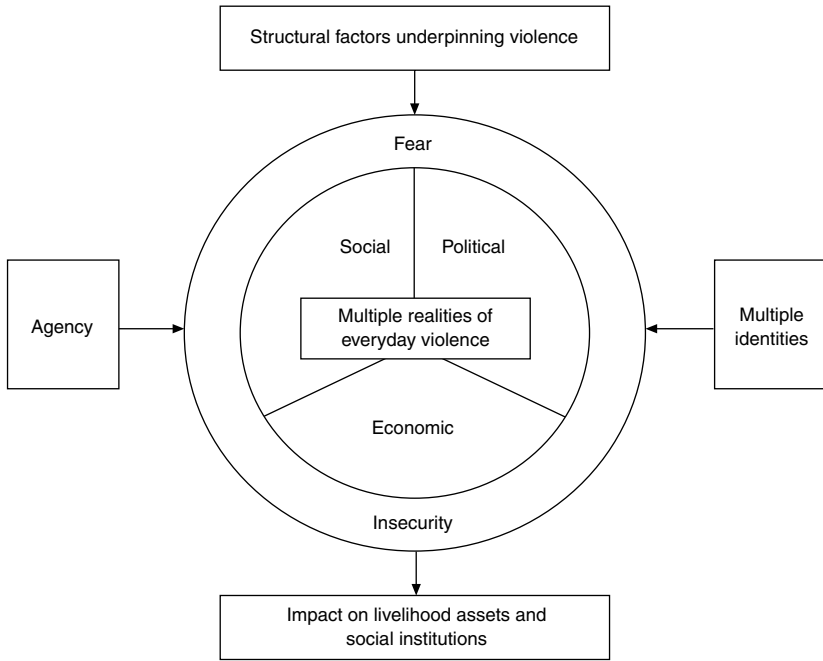 Structural factors underpinning violence
Fear
Social
Political
Agency
Multiple realities of
everyday violence
Multiple
identities
Economic
Insecurity
Impact on livelihood assets and
social institutions